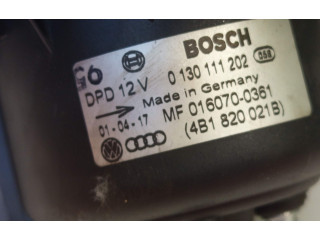 G6 BOSCH
DPD 12 V 0 130 111 202
Made in Germany
01-04-17 MF 016070-0361
(4B1 820 021B)